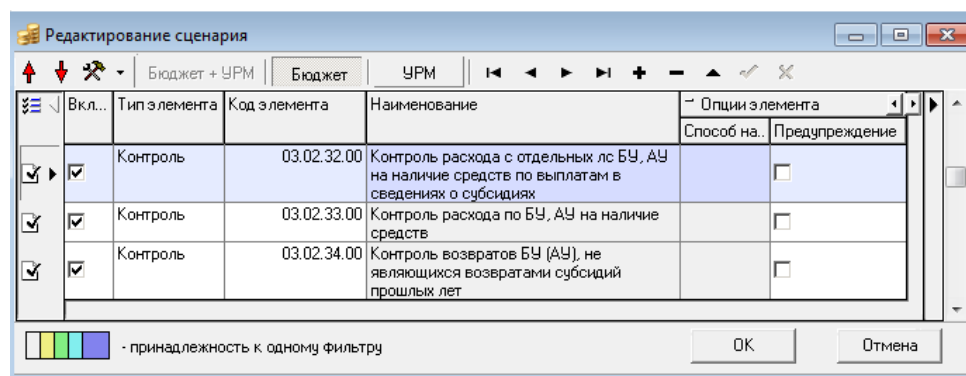 Редактирование сценария
Бюджет + УРМ Бюджет УРМ
Вкл... Тип элемента Код элемента Наименование Опции элемента
Способ на.. Предупреждение
Контроль 03.02.32.00 Контроль расхода с отдельных лс БУ, АУ
на наличие средств по выплатам в
сведениях о субсидиях
Контроль 03.02.33.00 Контроль расхода по БУ, АУ на наличие
средств
Контроль 03.02.34.00 Контроль возвратов БУ (АУ), не
являющихся возвратами субсидий
прошлых лет
- принадлежность к одному фильтру
OK Отмена